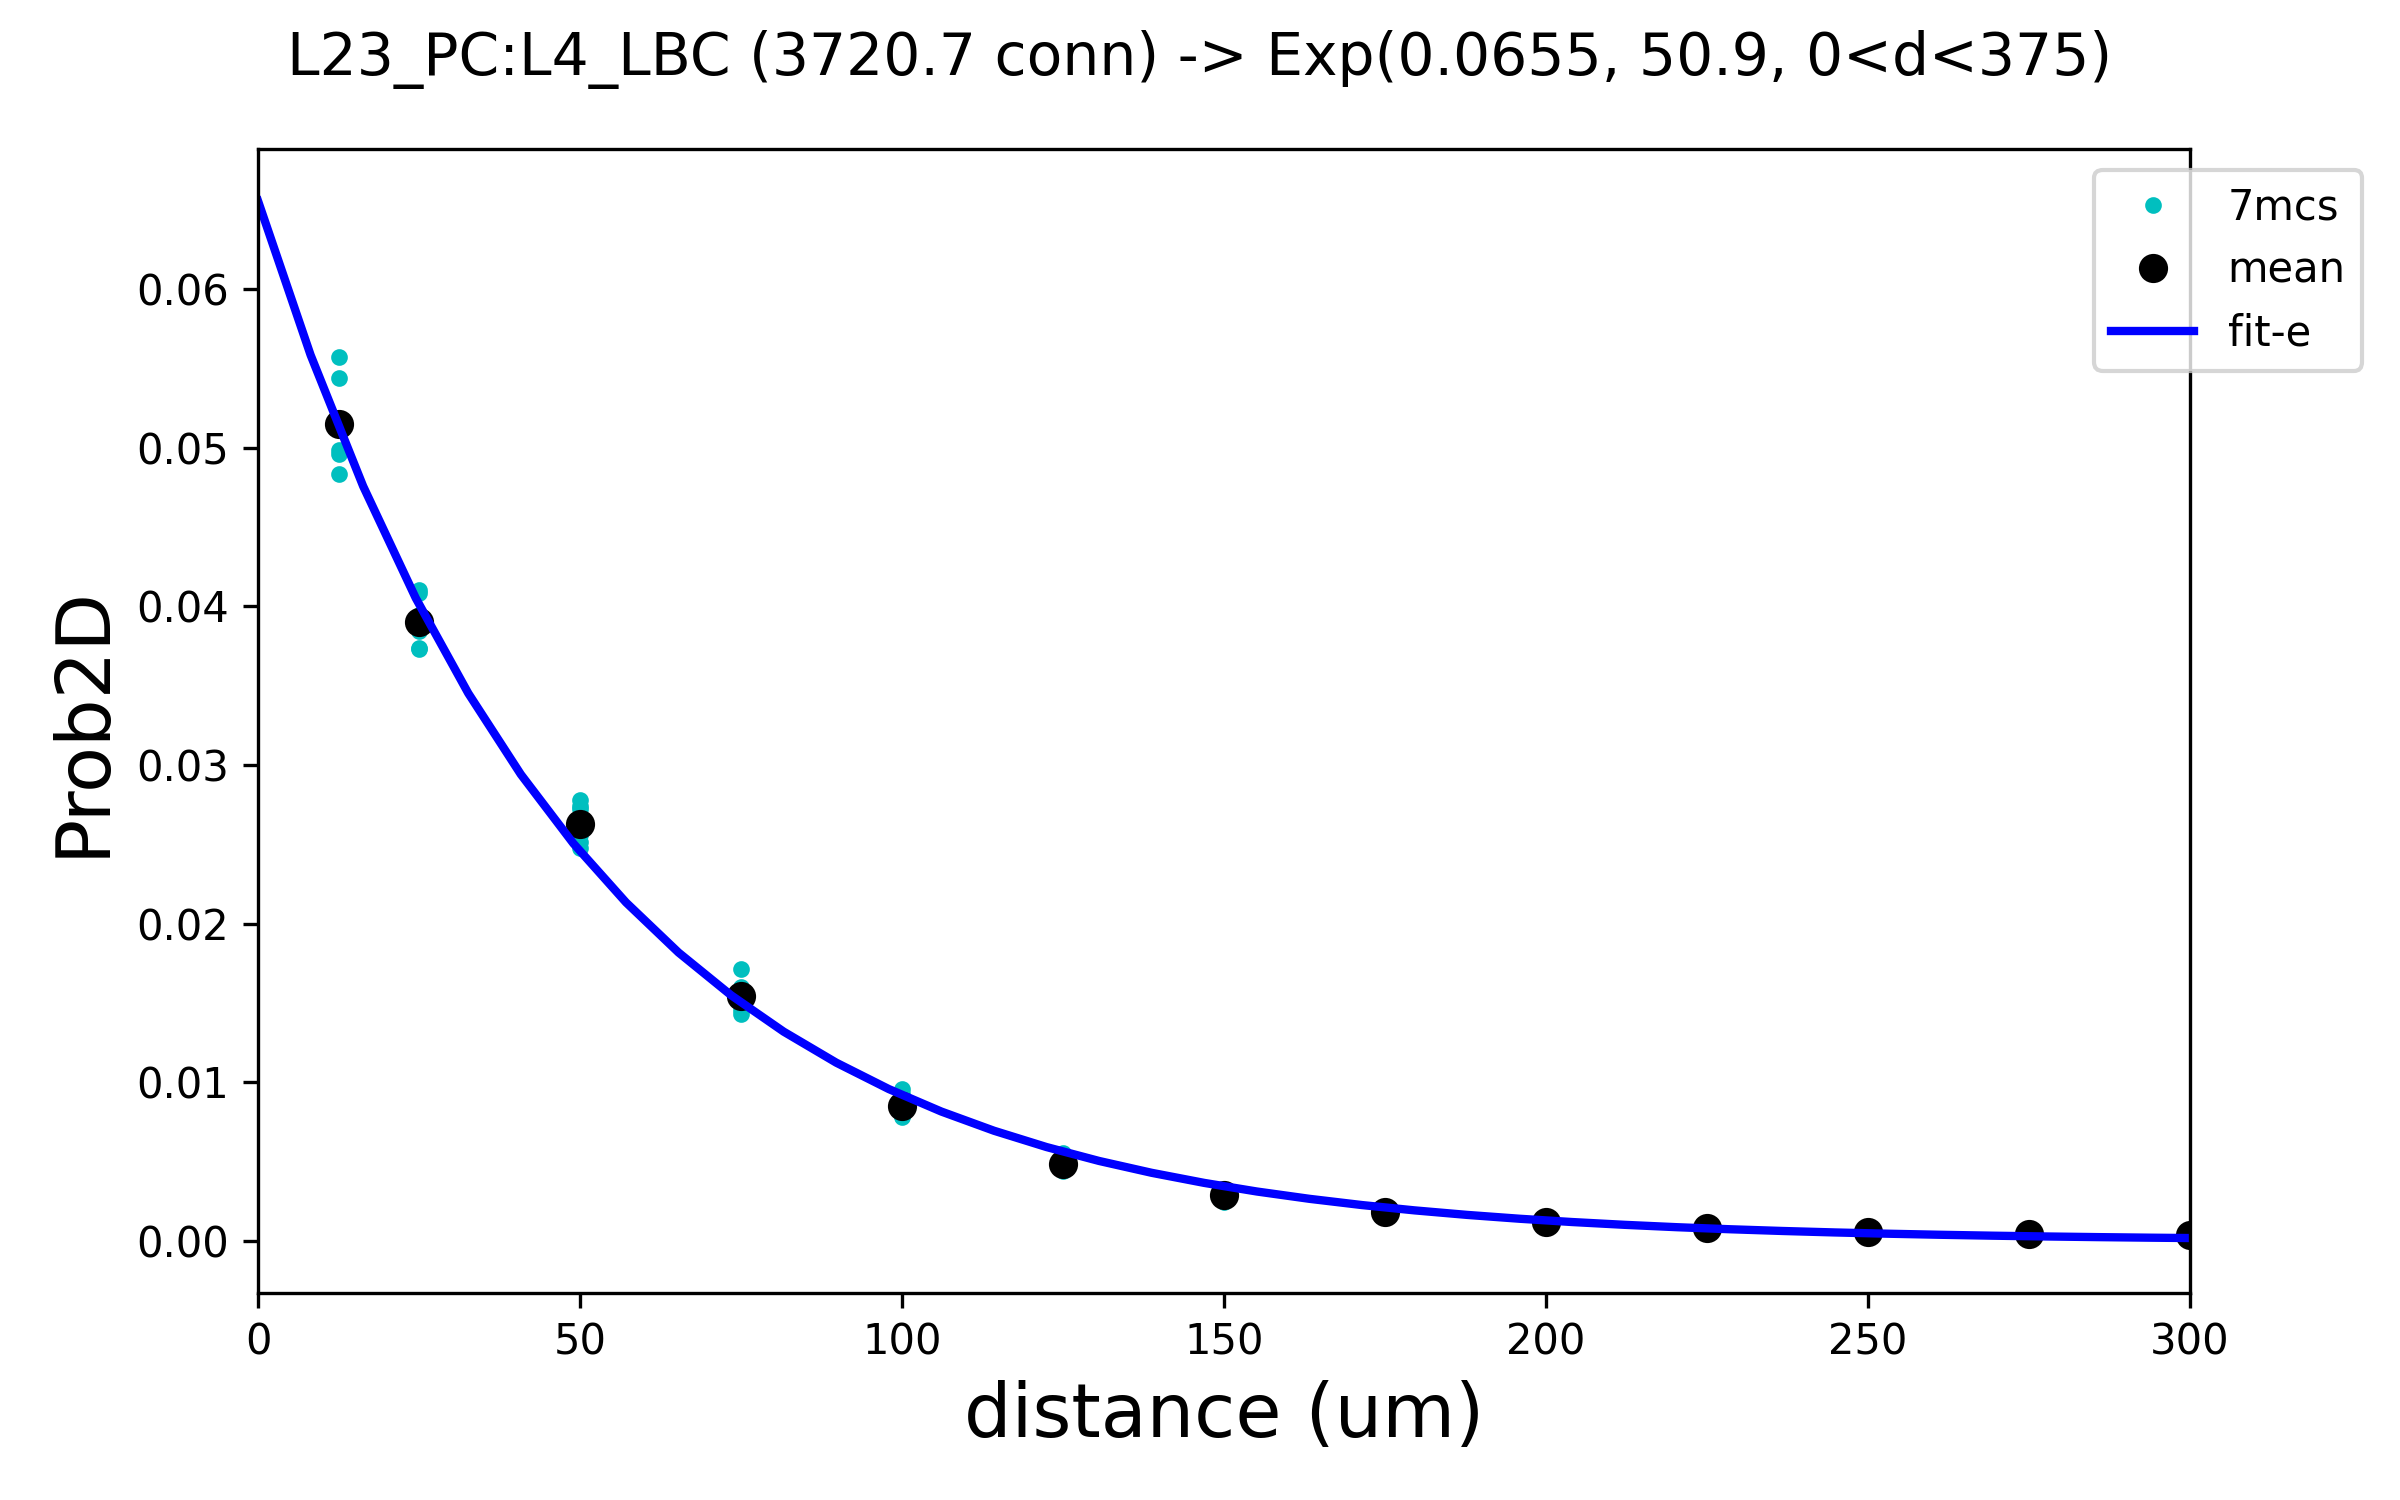 L23_PC:L4_LBC (3720.7 conn) -> Exp(0.0655, 50.9, 0<d<375)
7mcs
mean
fit-e
Prob2D
0.06
0.05
0.04
0.03
0.02
0.01
0.00
0 50 100 150 200 250 300
distance (um)